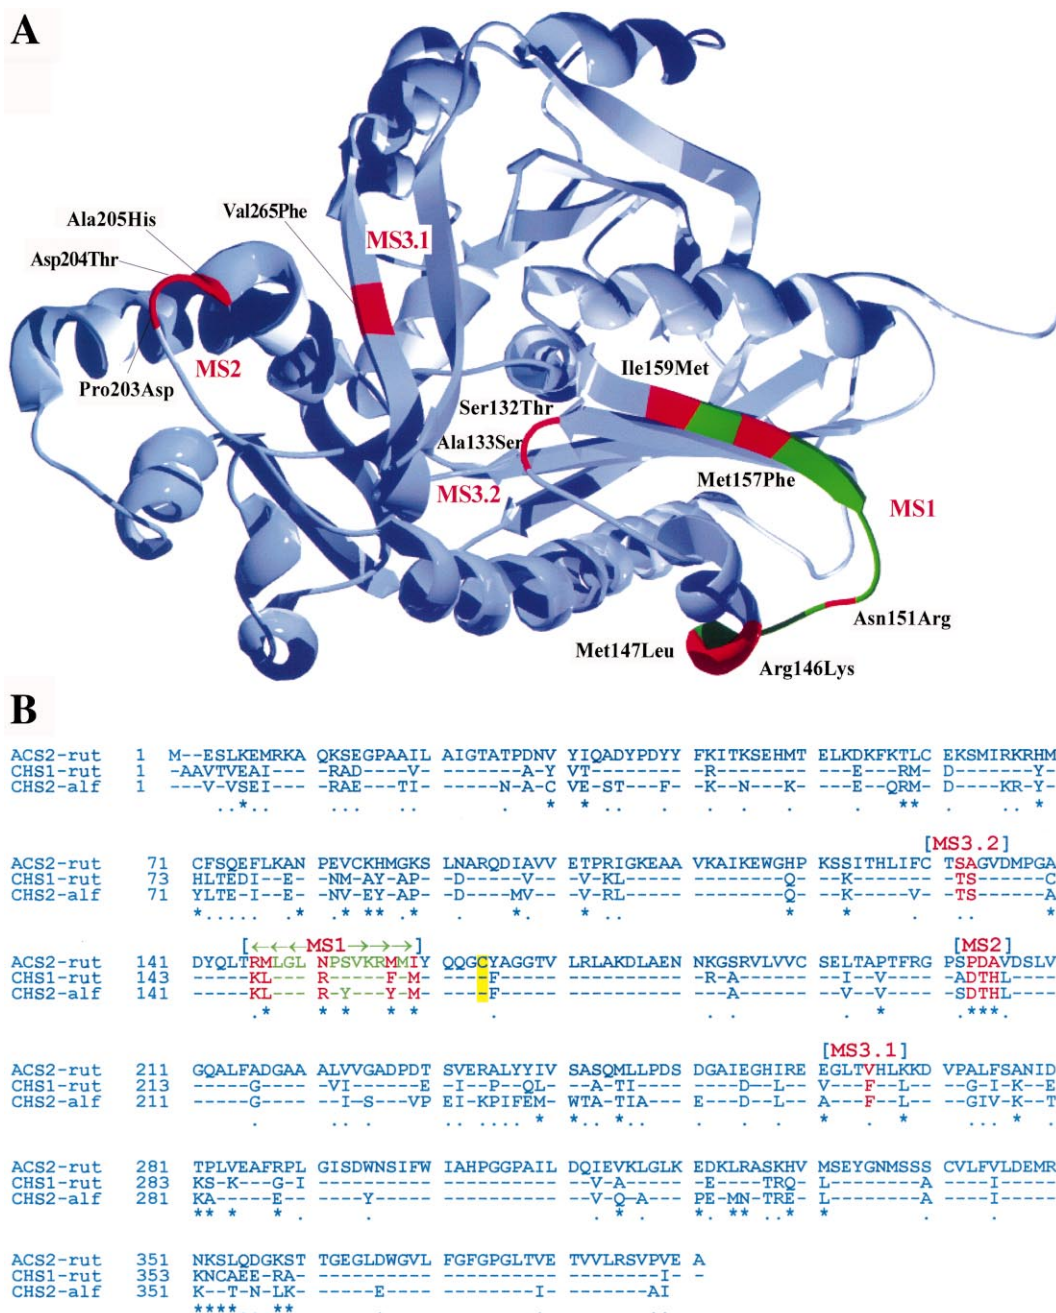 A
Val265Phe
Ala205His
MS3.1
Asp204Thr
MS2
Pro203Asp
Ile159Met
Ser132Thr
Ala133Ser
MS3.2
Met157Phe
MS1
Asn151Arg
Met147Leu
Arg146Lys
B
ACS2-rut 1 M--ESLKEMRKA QKSEGPAAIL AIGTATPDNV YIQADYPDYY FKITKSEHMT ELKDKFKTLC EKSMIRKRHM
CHS1-rut 1 -AAVTVEAI---- RAD----V- -------A-Y VT-------- --R------- ----E---RM- D-------Y-
CHS2-alf 1 ---V-VSEI---- RAE---TI- -----N-A-C VE-ST---F- -K--N---K- ----E--QRM- D----KR-Y-
[MS3.2]
ACS2-rut 71 CFSQEFLKAN PEVCKHMGKS LNARQDIAVV ETPRIGKEAA VKAIKEWGHP KSSITHLIFC TSAGVDMPGA
CHS1-rut 73 HLTEDI--E- NM-AY-AP-- D------V-- -V-KL----- --------Q- --K------- -TS------C
CHS2-alf 71 YLTE-I--E- NV-EY-AP-- D----MV--- -V-RL----- --------Q- --K-----V- -TS------A
[←←←MS1→→→]
[MS2]
ACS2-rut 141 DYQLTRMLGL NPSVKRMMIY QQGCYAGGTV LRLAKDLAEN NKGSRVLVVC SELTAPTFRG PSPDAVDSLV
CHS1-rut 143 -----KL--- R-----F-M- ----F----- ---------- --R-A----- --I--V---- -ADTHL----
CHS2-alf 141 -----KL--- R-Y---Y-M- ----F----- ---------- ----A----- --I--V---- -SDTHL----
[MS3.1]
ACS2-rut 211 GQALFADGAA ALVVGADPDT SVERALYYIV SASQMLLPDS DGAIEGHIRE EGLTVHLKKD VPALFSANID
CHS1-rut 213 -----G---- --VI-----E -I--P-QL-- --A-TI---- ----D--L-- V---F--L-- --G-I-K--E
CHS2-alf 211 -----G---- --I-S---VP EI-KPIFEM- WTA-TIA--- E---D--L-- A---F--L-- --GIV-K--T
ACS2-rut 281 TPLVEAFRPL GISDWNSIFW IAHPGGPAIL DQIEVKLGLK EDKLRASKHV MSEYGNMSSS CVLFVLDEMR
CHS1-rut 283 KS-K---G-I ---------- ---------- ---V-A---- --E---TRQ- L--------A ---I------
CHS2-alf 281 KA----E--- ----Y----- ---------- ---V-Q-A-- PE-MN-TRE- L--------A ---I------
ACS2-rut 351 NKSLQDGKST TGEGLDWGVL FGFGPGLTVE TVVLRSVPVE A
CHS1-rut 353 KNCAEE-RA- ---------- ---------- -------I- -
CHS2-alf 351 K--T-N-LK- ----E----- -------I-- ------AI